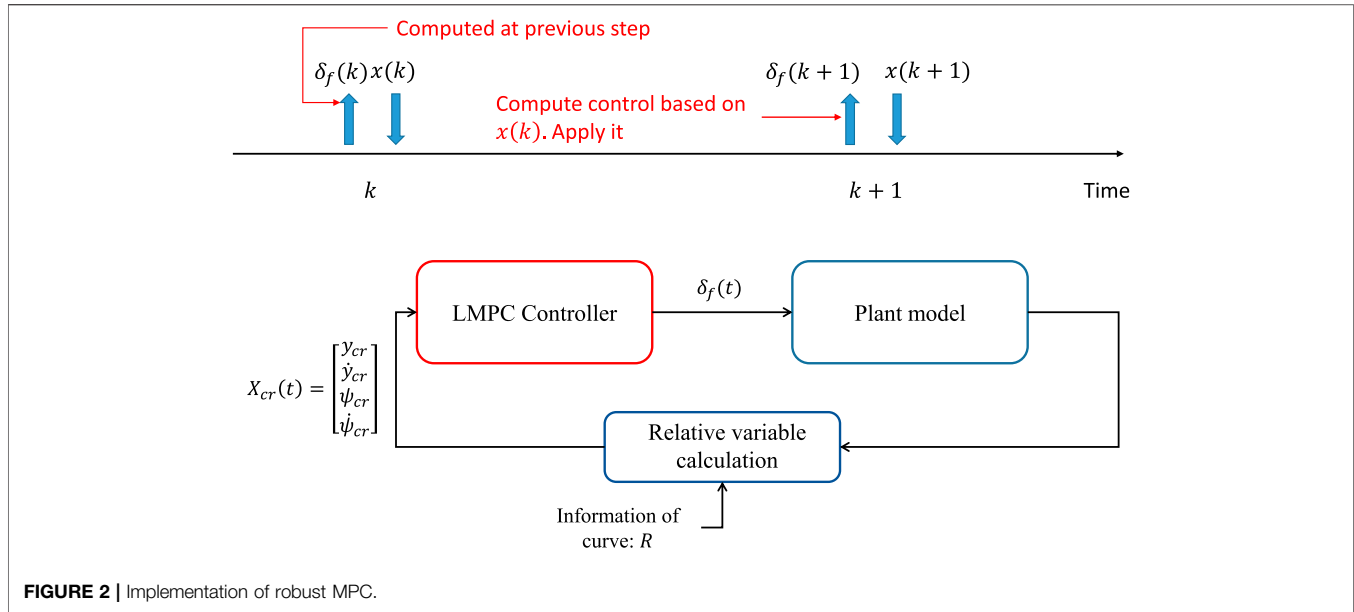 Computed at previous step
δ_f(k) x(k)
δ_f(k + 1) x(k + 1)
Compute control based on
x(k). Apply it
k
k + 1
Time
LMPC Controller
δ_f(t)
Plant model
X_cr(t) = [y_cr
ẏ_cr
ψ_cr
ψ̇_cr]
Relative variable
calculation
Information of
curve: R
FIGURE 2 | Implementation of robust MPC.